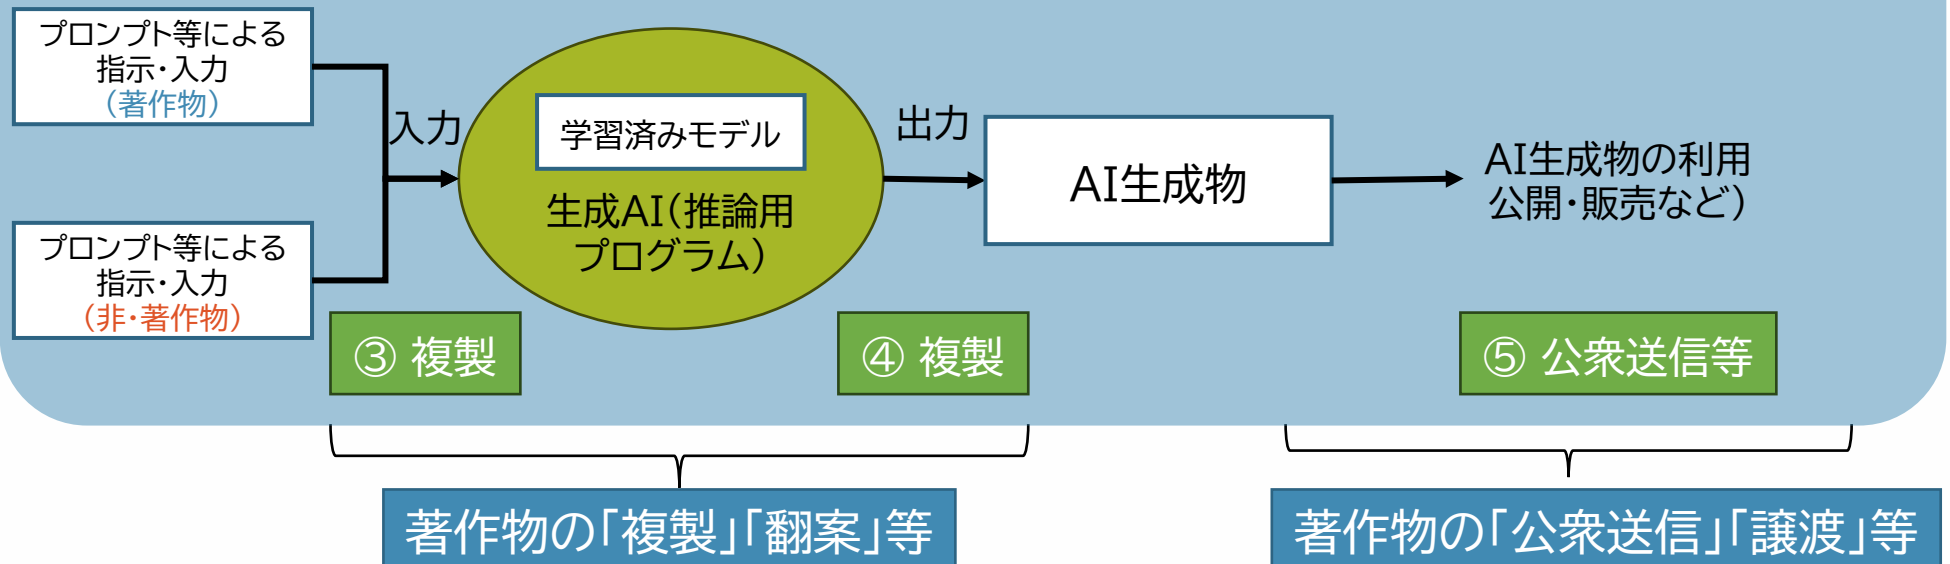 プロンプト等による
指示・入力
（著作物）
プロンプト等による
指示・入力
（非・著作物）
入力
学習済みモデル
生成AI（推論用
プログラム）
出力
AI生成物
AI生成物の利用
公開・販売など）
③ 複製
④ 複製
⑤ 公衆送信等
著作物の「複製」「翻案」等
著作物の「公衆送信」「譲渡」等